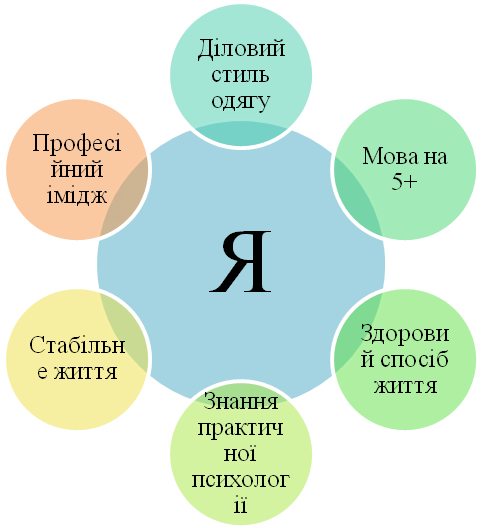 Діловий
стиль
одягу
Мова на
5+
Здорови
й спосіб
життя
Знання
практич
ної
психолог
ії
Стабільн
е життя
Професі
йний
імідж
Я